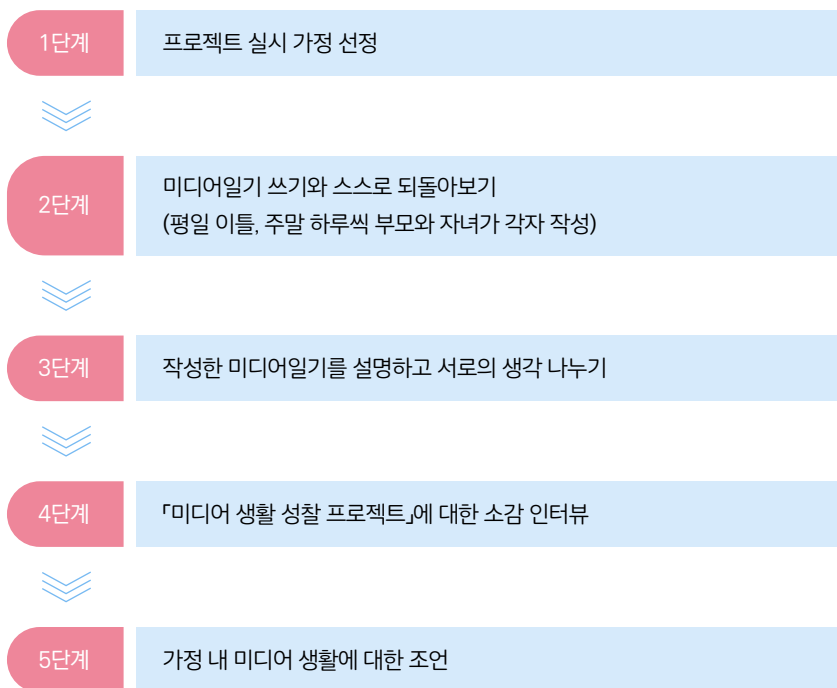 1단계
프로젝트 실시 가정 선정
2단계
미디어일기 쓰기와 스스로 되돌아보기
(평일 이틀, 주말 하루씩 부모와 자녀가 각자 작성)
3단계
작성한 미디어일기를 설명하고 서로의 생각 나누기
4단계
「미디어 생활 성찰 프로젝트」에 대한 소감 인터뷰
5단계
가정 내 미디어 생활에 대한 조언